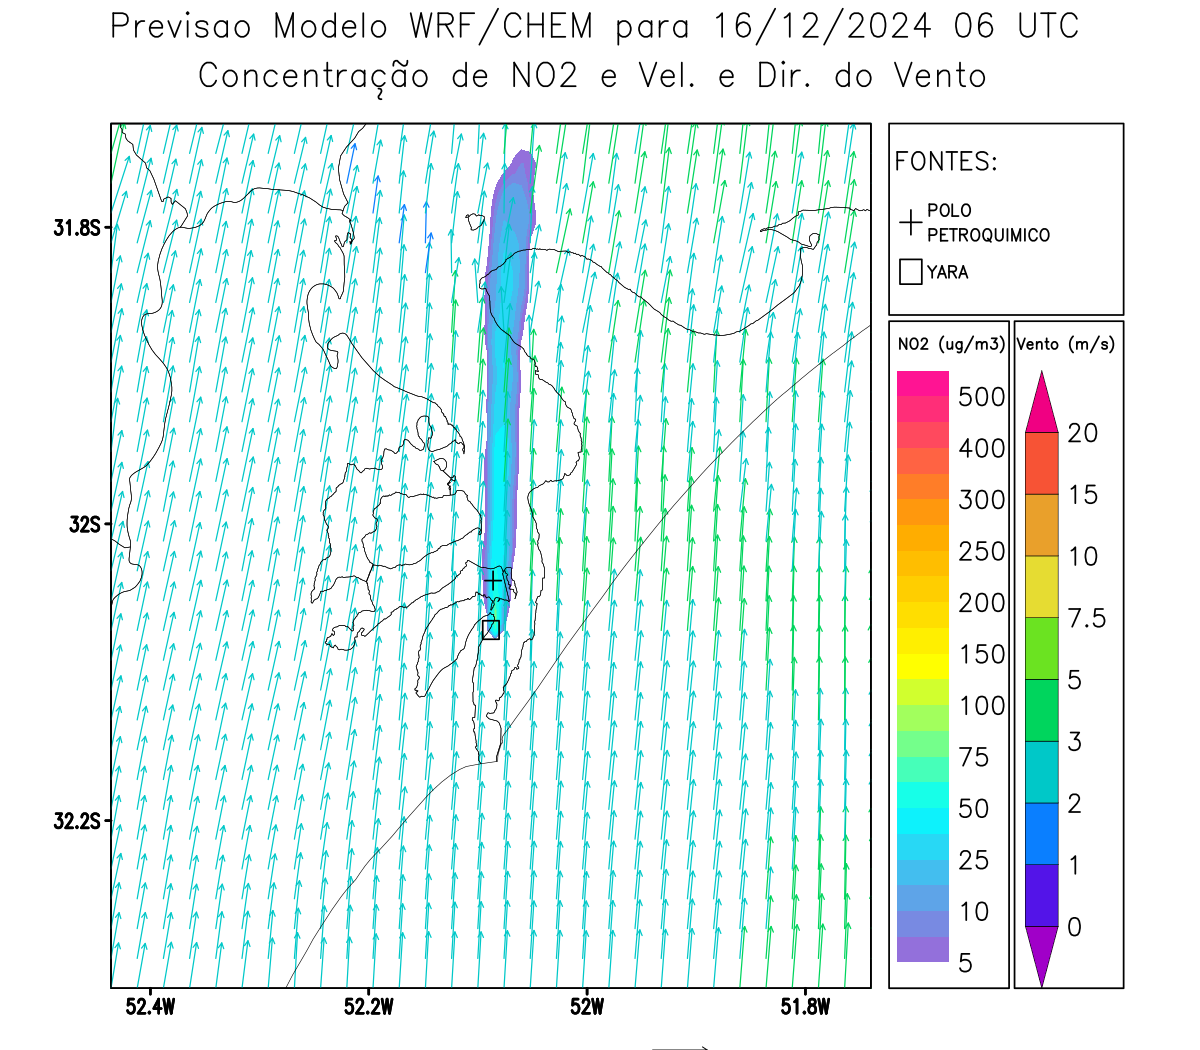 Previsao Modelo WRF/CHEM para 16/12/2024 06 UTC
Concentração de NO2 e Vel. e Dir. do Vento
FONTES:
POLO
PETROQUIMICO
YARA
NO2 (ug/m3)
500
400
300
250
200
150
100
75
50
25
10
5
Vento (m/s)
20
15
10
7.5
5
3
2
1
0
31.8S
32S
32.2S
52.4W
52.2W
52W
51.8W